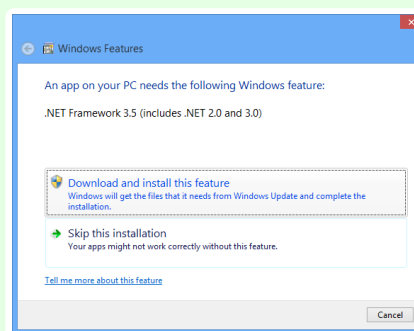 Windows Features
An app on your PC needs the following Windows feature:
.NET Framework 3.5 (includes .NET 2.0 and 3.0)
Download and install this feature
Windows will get the files that it needs from Windows Update and complete the
installation.
Skip this installation
Your apps might not work correctly without this feature.
Tell me more about this feature
Cancel